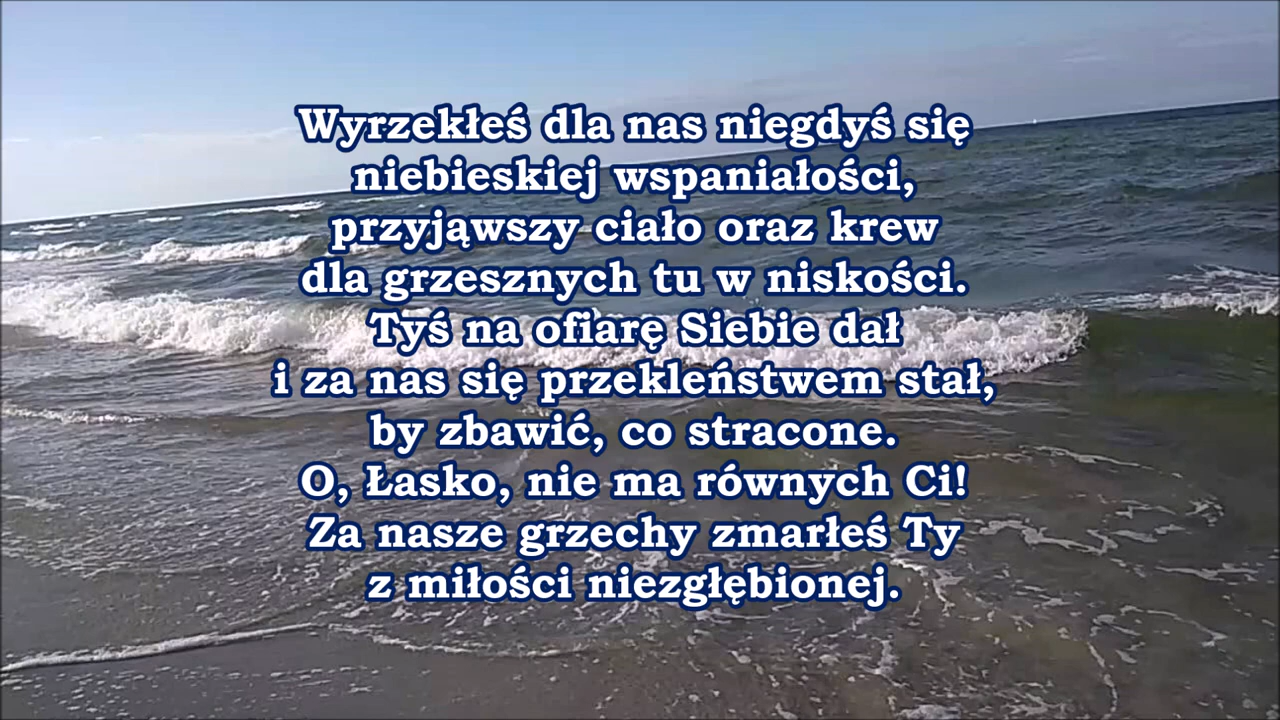 Wyrzekłeś dla nas niegdyś się
niebieskiej wspaniałości,
przyjąwszy ciało oraz krew
dla grzesznych tu w niskości.
Tyś na ofiarę Siebie dał
i za nas się przekleństwem stał,
by zbawić, co stracone.
O, Łasko, nie ma równych Ci!
Za nasze grzechy zmarłeś Ty
z miłości niezgłębionej.